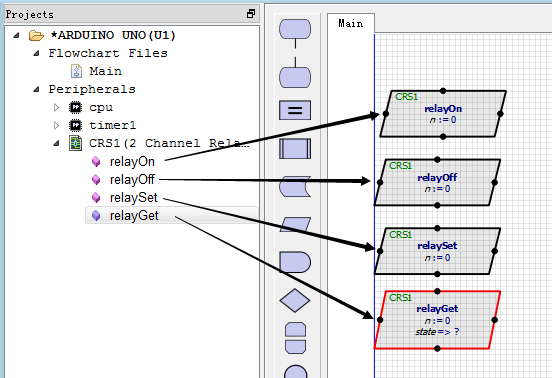 Projects
*ARDUINO UNO(U1)
Flowchart Files
Main
Peripherals
cpu
timer1
CRS1(2 Channel Rela...
relayOn
relayOff
relaySet
relayGet
Main
CRS1
relayOn
n := 0
CRS1
relayOff
n := 0
CRS1
relaySet
n := 0
CRS1
relayGet
n := 0
state => ?